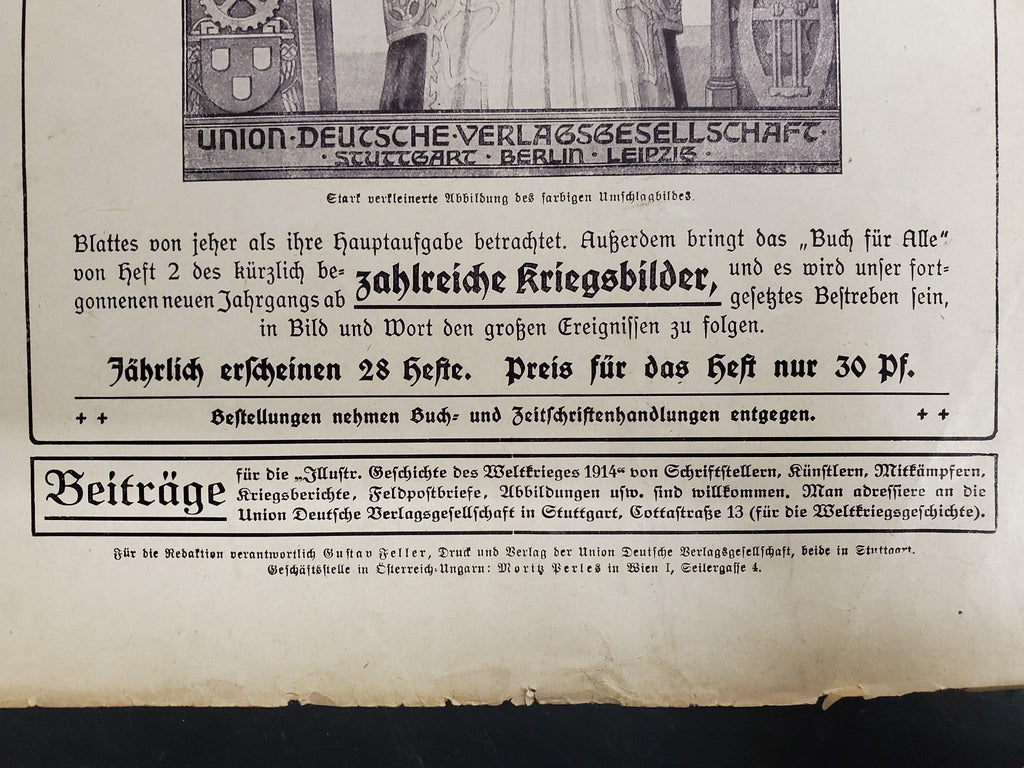 UNION·DEUTSCHE·VERLAGSGESELLSCHAFT·
·STUTTGART·BERLIN·LEIPZIG·
Stark verkleinerte Abbildung des farbigen Umschlagbildes.
Blattes von jeher als ihre Hauptaufgabe betrachtet. Außerdem bringt das „Buch für Alle“
von Heft 2 des kürzlich be-
gonnenen neuen Jahrgangs ab
zahlreiche Kriegsbilder,
und es wird unser fort-
gesetztes Bestreben sein,
in Bild und Wort den großen Ereignissen zu folgen.
Jährlich erscheinen 28 Hefte. Preis für das Heft nur 30 Pf.
++ Bestellungen nehmen Buch- und Zeitschriftenhandlungen entgegen. ++
Beiträge
für die „Illustr. Geschichte des Weltkrieges 1914“ von Schriftstellern, Künstlern, Mitkämpfern,
Kriegsberichte, Feldpostbriefe, Abbildungen usw. sind willkommen. Man adressiere an die
Union Deutsche Verlagsgesellschaft in Stuttgart, Cottastraße 13 (für die Weltkriegsgeschichte).
Für die Redaktion verantwortlich Gustav Feller, Druck und Verlag der Union Deutsche Verlagsgesellschaft, beide in Stuttgart.
Geschäftsstelle in Österreich-Ungarn: Moritz Perles in Wien I, Seilergasse 4.